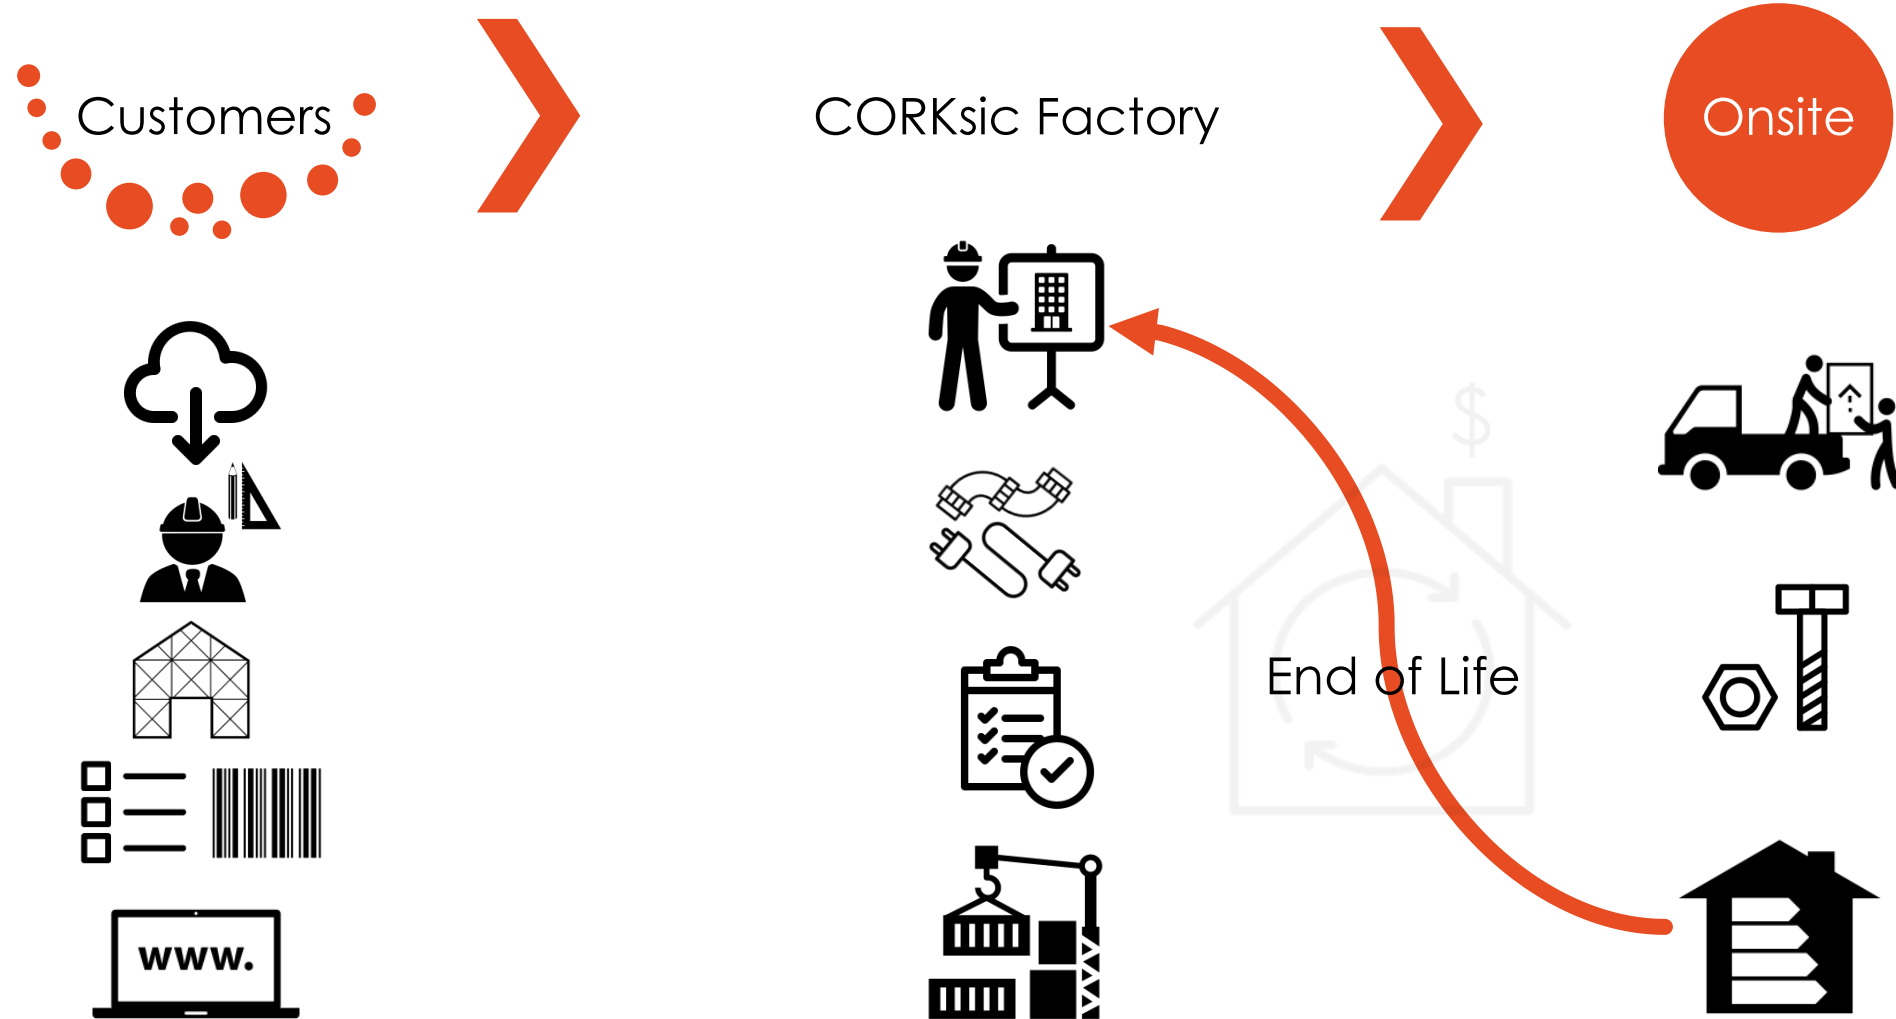 Customers
CORKsic Factory
Onsite
$
End of Life
www.